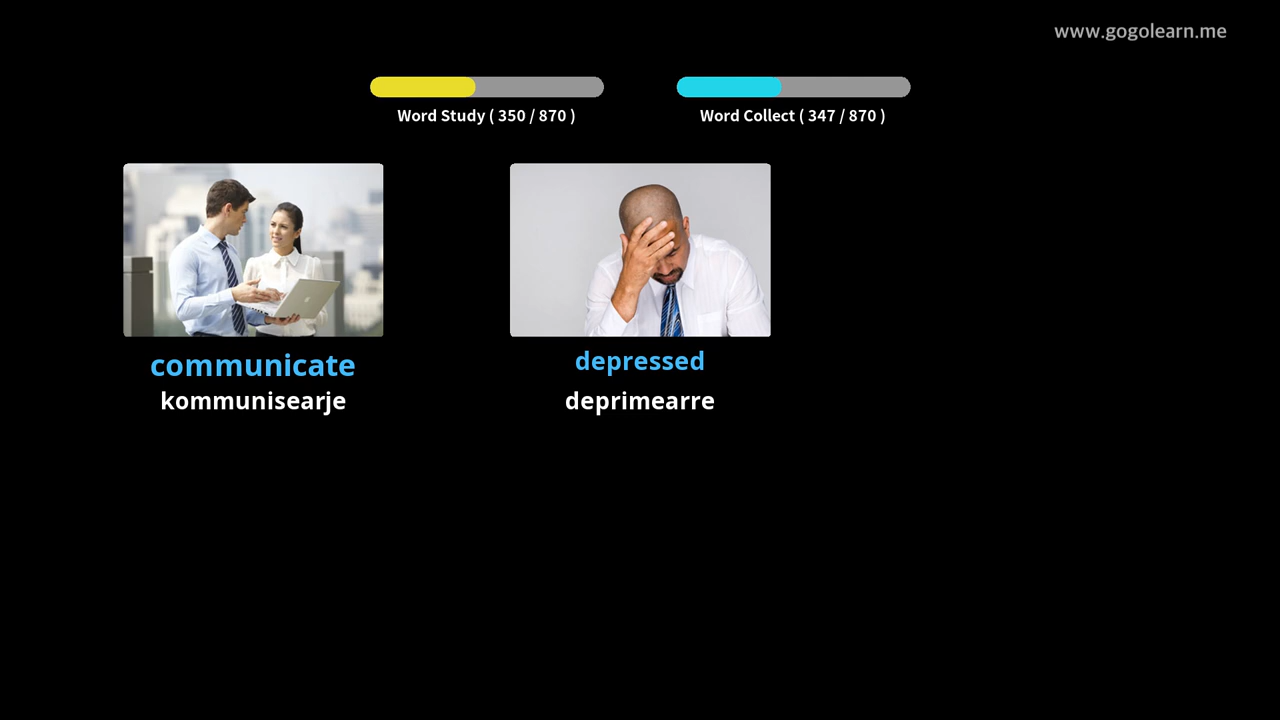 www.gogolearn.me
Word Study ( 350 / 870 )
Word Collect ( 347 / 870 )
communicate
kommunisearje
depressed
deprimearre